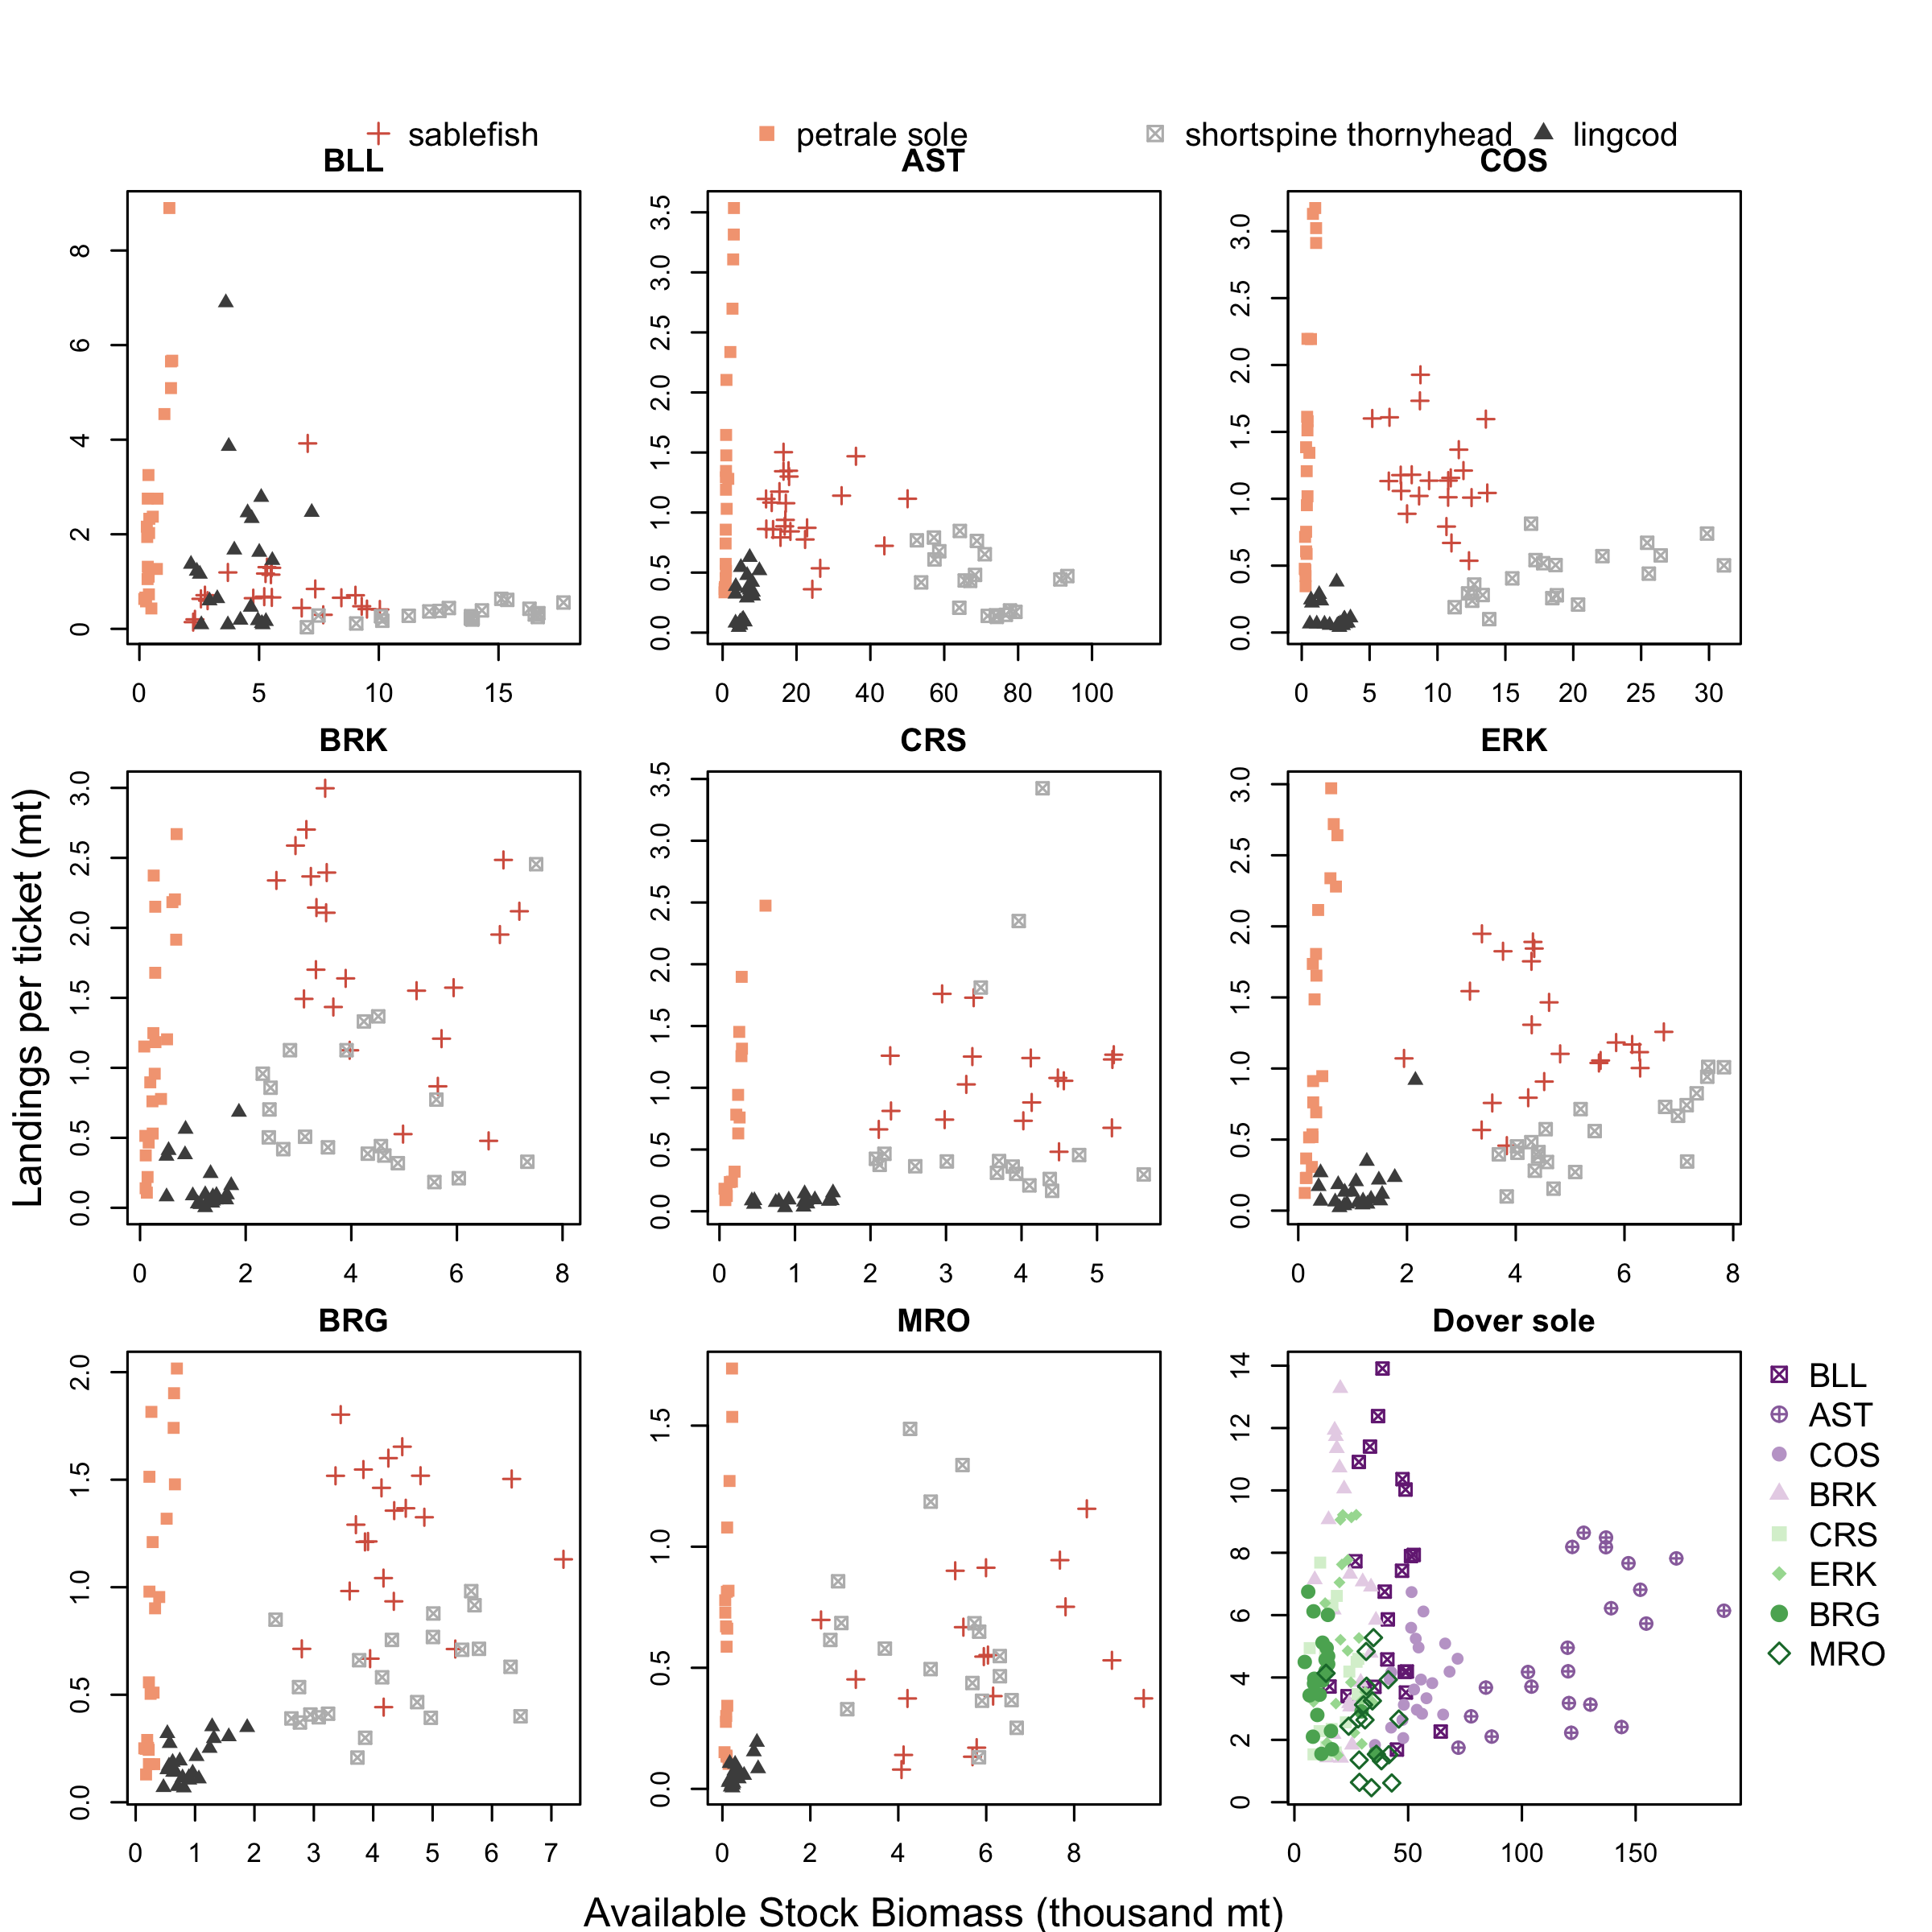 sablefish petrale sole shortspine thornyhead lingcod
BLL AST COS
0 2 4 6 8
0 5 10 15
0.0 0.5 1.0 1.5 2.0 2.5 3.0 3.5
0 20 40 60 80 100
0.0 0.5 1.0 1.5 2.0 2.5 3.0
0 5 10 15 20 25 30
BRK CRS ERK
Landings per ticket (mt)
0.0 0.5 1.0 1.5 2.0 2.5 3.0
0 2 4 6 8
0.0 0.5 1.0 1.5 2.0 2.5 3.0 3.5
0 1 2 3 4 5
0.0 0.5 1.0 1.5 2.0 2.5 3.0
0 2 4 6 8
BRG MRO Dover sole
0.0 0.5 1.0 1.5 2.0
0 1 2 3 4 5 6 7
0.0 0.5 1.0 1.5
0 2 4 6 8
0 2 4 6 8 10 12 14
0 50 100 150
BLL
AST
COS
BRK
CRS
ERK
BRG
MRO
Available Stock Biomass (thousand mt)